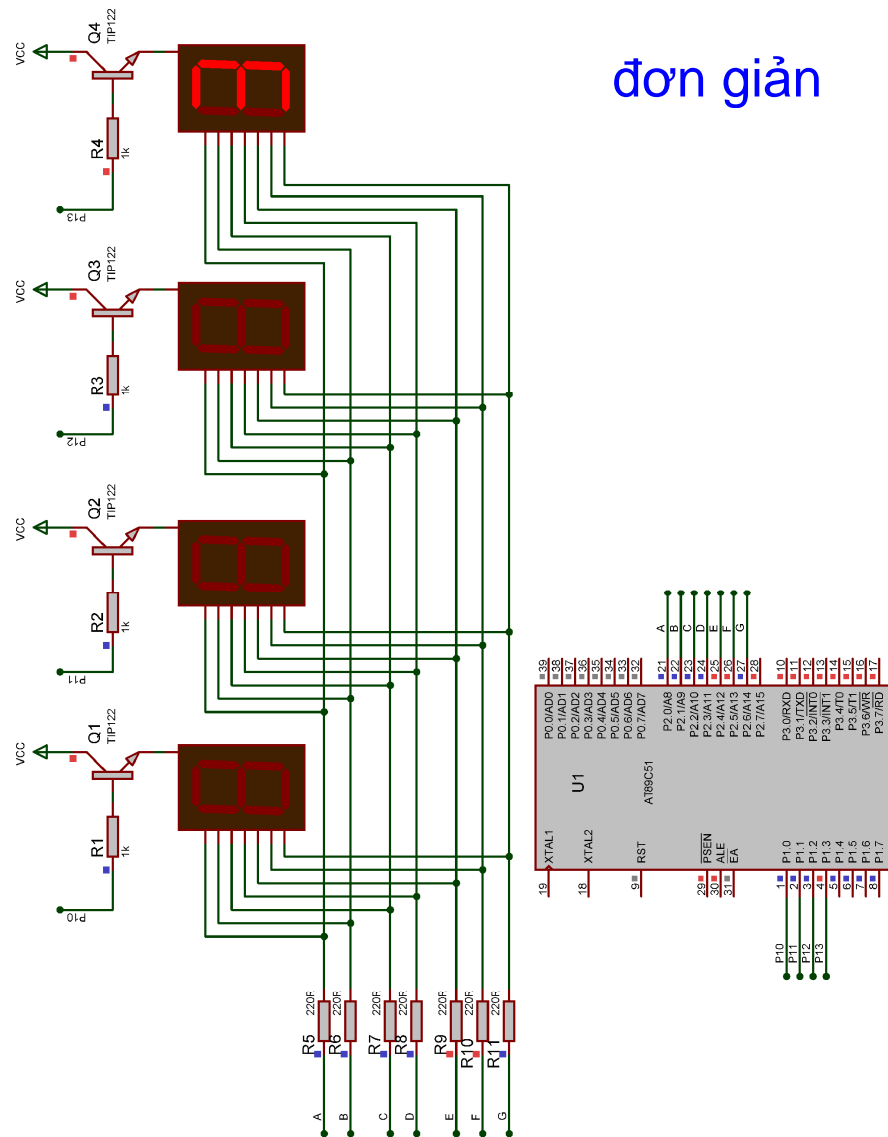 đơn giản
VCC
Q4
TIP122
R4
1k
P13
VCC
Q3
TIP122
R3
1k
P12
VCC
Q2
TIP122
R2
1k
P11
VCC
Q1
TIP122
R1
1k
P10
R5
220R
R6
220R
R7
220R
R8
220R
R9
220R
R10
220R
R11
220R
A
B
C
D
E
F
G
U1
AT89C51
19 XTAL1
18 XTAL2
9 RST
29 PSEN
30 ALE
31 EA
P10 1 P1.0
P11 2 P1.1
P12 3 P1.2
P13 4 P1.3
5 P1.4
6 P1.5
7 P1.6
8 P1.7
P0.0/AD0 39
P0.1/AD1 38
P0.2/AD2 37
P0.3/AD3 36
P0.4/AD4 35
P0.5/AD5 34
P0.6/AD6 33
P0.7/AD7 32
P2.0/A8 21 A
P2.1/A9 22 B
P2.2/A10 23 C
P2.3/A11 24 D
P2.4/A12 25 E
P2.5/A13 26 F
P2.6/A14 27 G
P2.7/A15 28
P3.0/RXD 10
P3.1/TXD 11
P3.2/INT0 12
P3.3/INT1 13
P3.4/T0 14
P3.5/T1 15
P3.6/WR 16
P3.7/RD 17